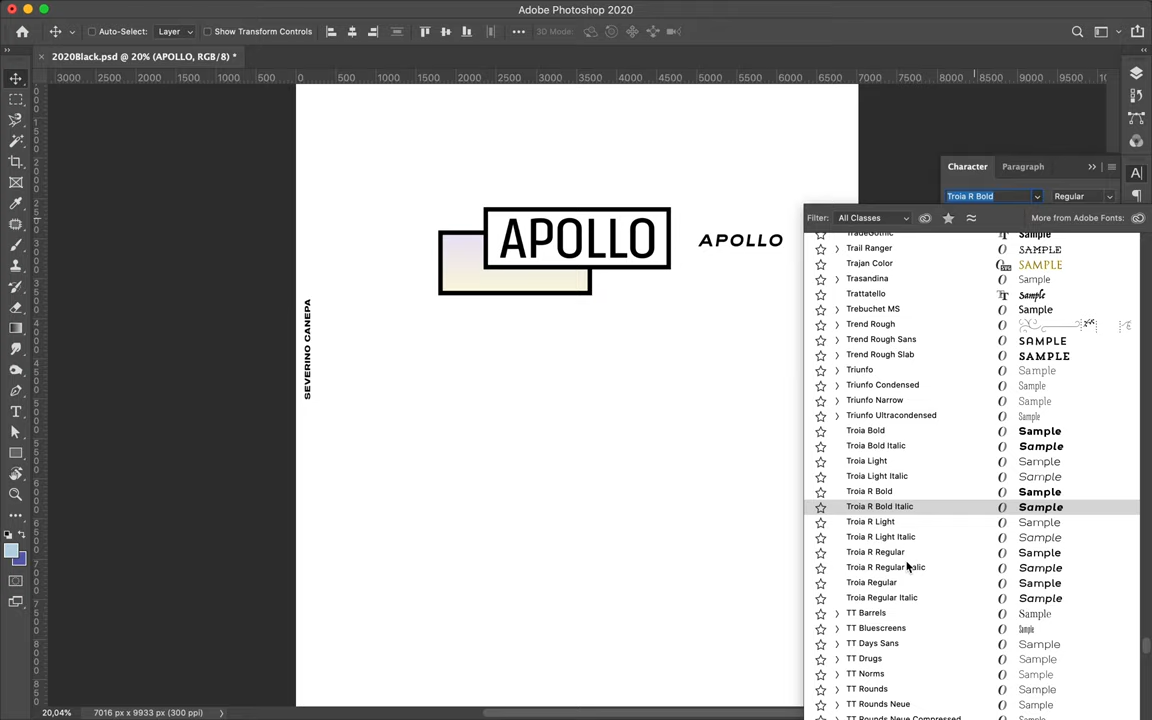 Adobe Photoshop 2020
Auto-Select: Layer Show Transform Controls 3D Mode:
2020Black.psd @ 20% (APOLLO, RGB/8) *
3000 2500 2000 1500 1000 500 0 500 1000 1500 2000 2500 3000 3500 4000 4500 5000 5500 6000 6500 7000 7500 8000 8500 9000 9500
Character Paragraph
Troia R Bold Regular
Filter: All Classes More from Adobe Fonts:
APOLLO
APOLLO
SEVERINO CANEPA
TradeGothic Sample
Trail Ranger SAMPLE
Trajan Color SAMPLE
Trasandina Sample
Trattatello Sample
Trebuchet MS Sample
Trend Rough
Trend Rough Sans SAMPLE
Trend Rough Slab SAMPLE
Triunfo Sample
Triunfo Condensed Sample
Triunfo Narrow Sample
Triunfo Ultracondensed Sample
Troia Bold Sample
Troia Bold Italic Sample
Troia Light Sample
Troia Light Italic Sample
Troia R Bold Sample
Troia R Bold Italic Sample
Troia R Light Sample
Troia R Light Italic Sample
Troia R Regular Sample
Troia R Regular Italic Sample
Troia Regular Sample
Troia Regular Italic Sample
TT Barrels Sample
TT Bluescreens Sample
TT Days Sans Sample
TT Drugs Sample
TT Norms Sample
TT Rounds Sample
TT Rounds Neue Sample
TT Rounds Neue Compressed
20,04% 7016 px x 9933 px (300 ppi)